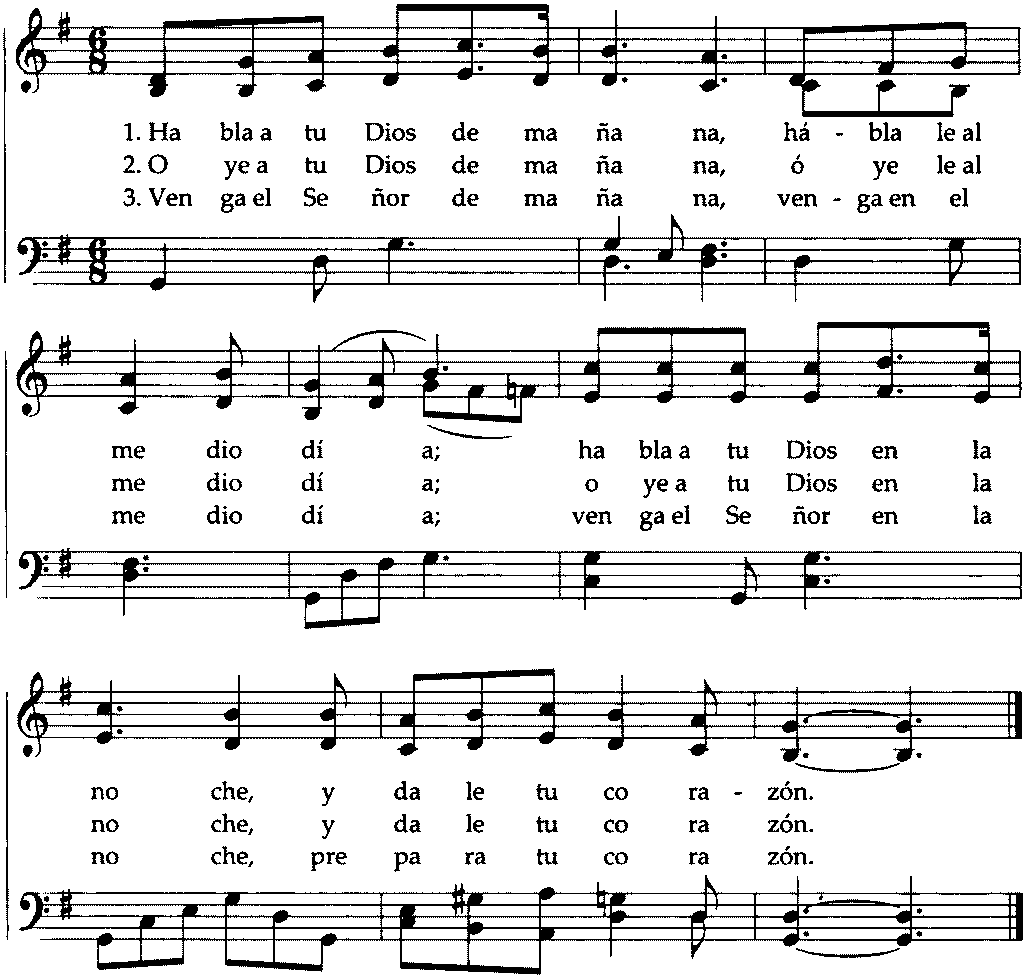 6 8
1. Ha bla a tu Dios de ma ña na, há - bla le al
2. O ye a tu Dios de ma ña na, ó ye le al
3. Ven ga el Se ñor de ma ña na, ven - ga en el
6 8
me dio dí a; ha bla a tu Dios en la
me dio dí a; o ye a tu Dios en la
me dio dí a; ven ga el Se ñor en la
no che, y da le tu co ra - zón.
no che, y da le tu co ra zón.
no che, pre pa ra tu co ra zón.